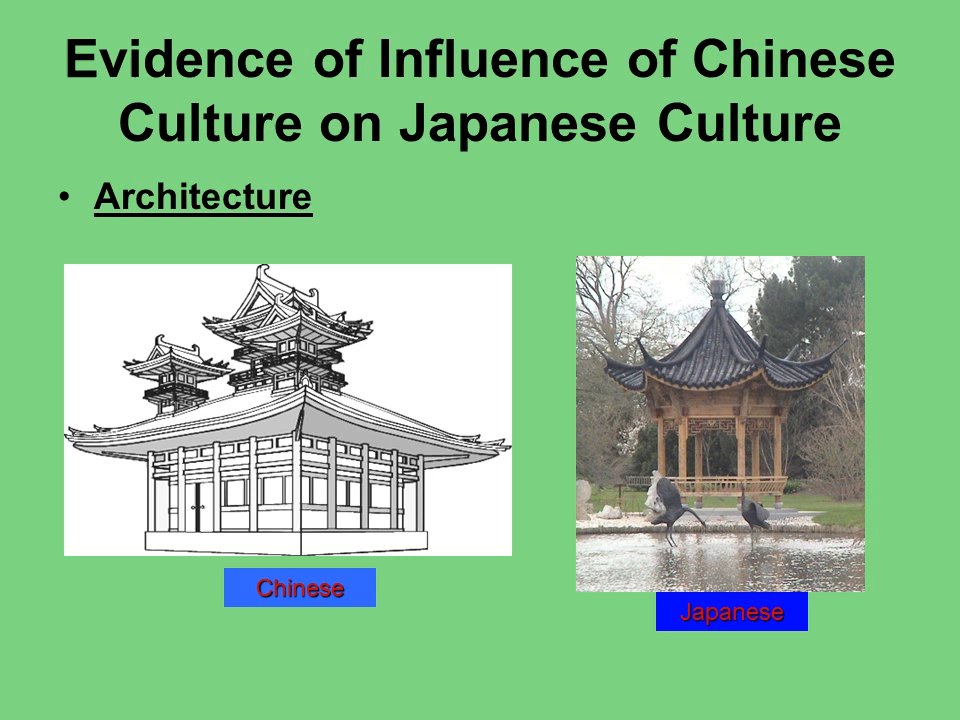 Evidence of Influence of Chinese
Culture on Japanese Culture
• Architecture
Chinese
Japanese